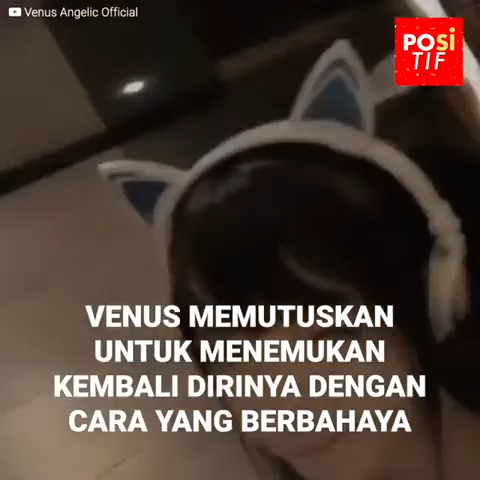 Venus Angelic Official
POSi
TIF
VENUS MEMUTUSKAN
UNTUK MENEMUKAN
KEMBALI DIRINYA DENGAN
CARA YANG BERBAHAYA